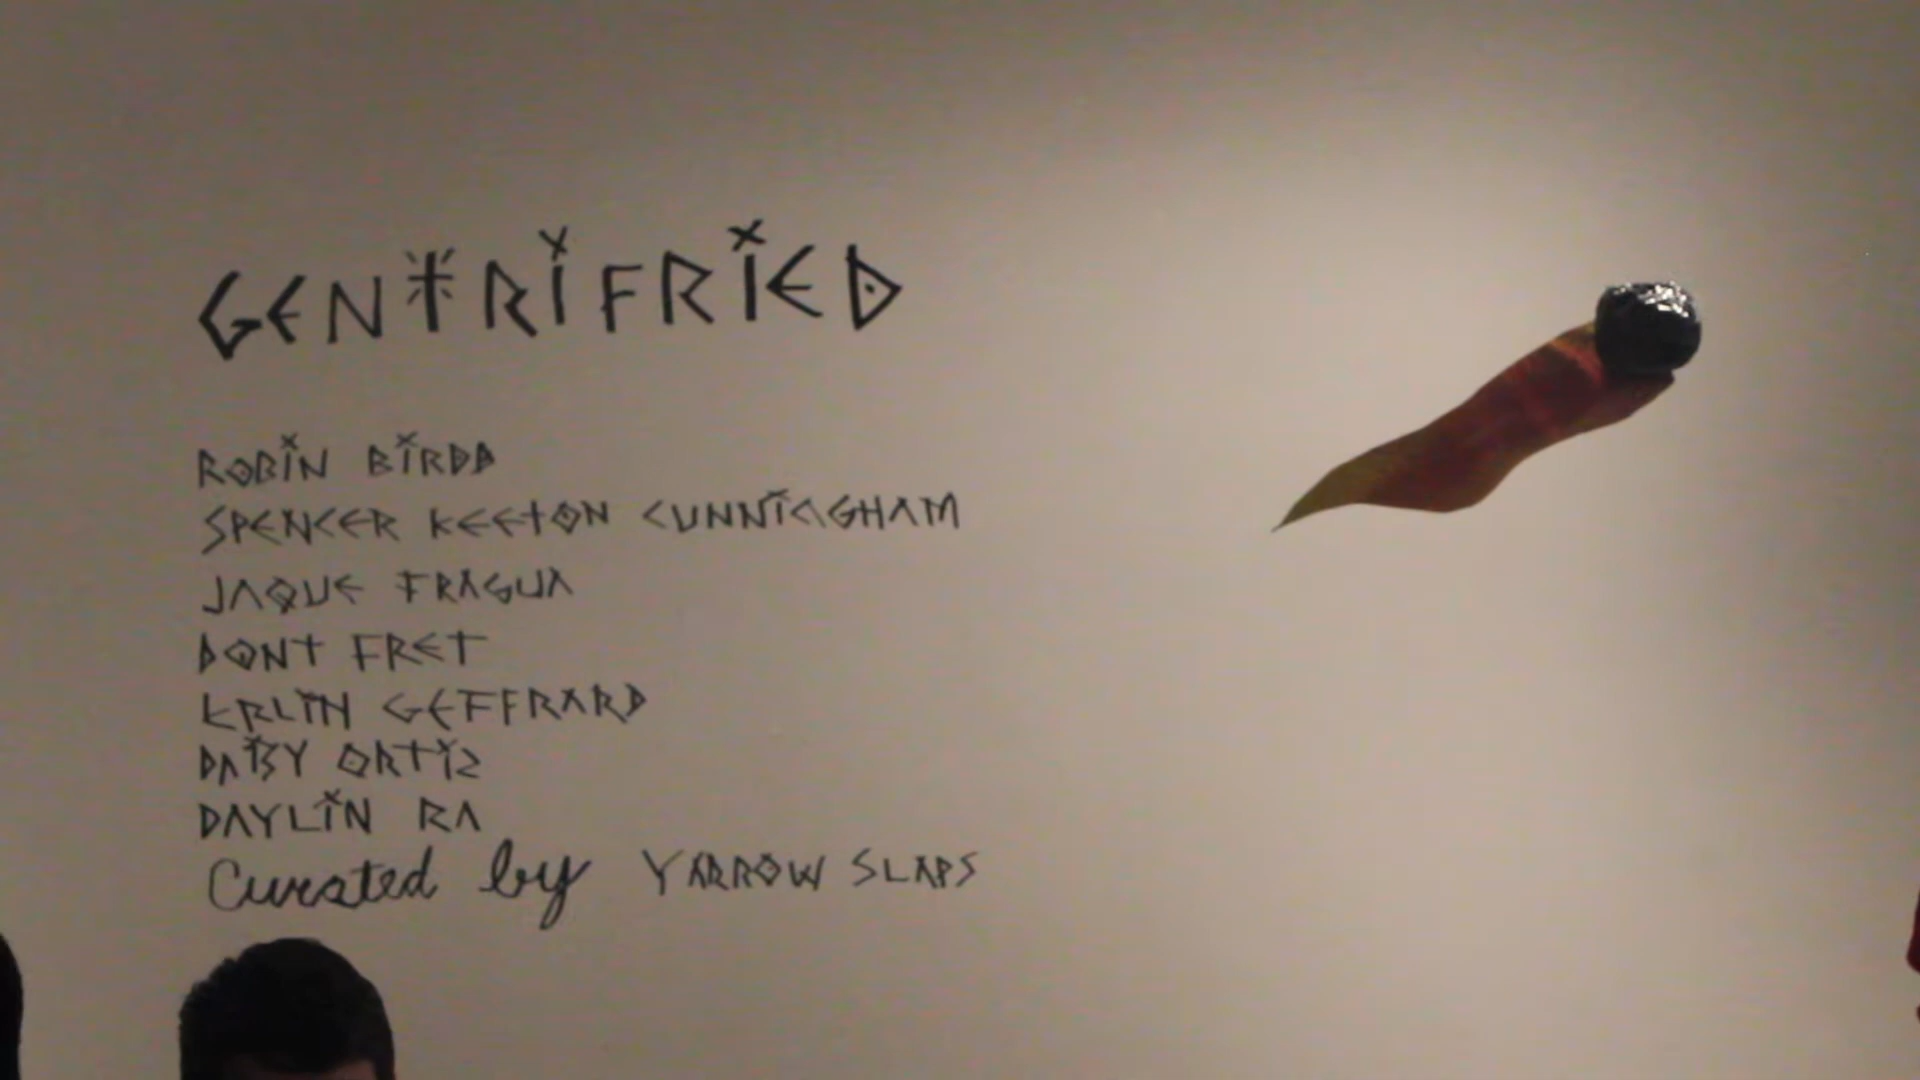 GENTRIFRIED
ROBIN BIRDD
SPENCER KEETON CUNNINGHAM
JAQUE FRAGUA
DONT FRET
ERLIN GEFFRARD
DAISY ORTIZ
DAYLIN RA
Curated by YARROW SLAPS